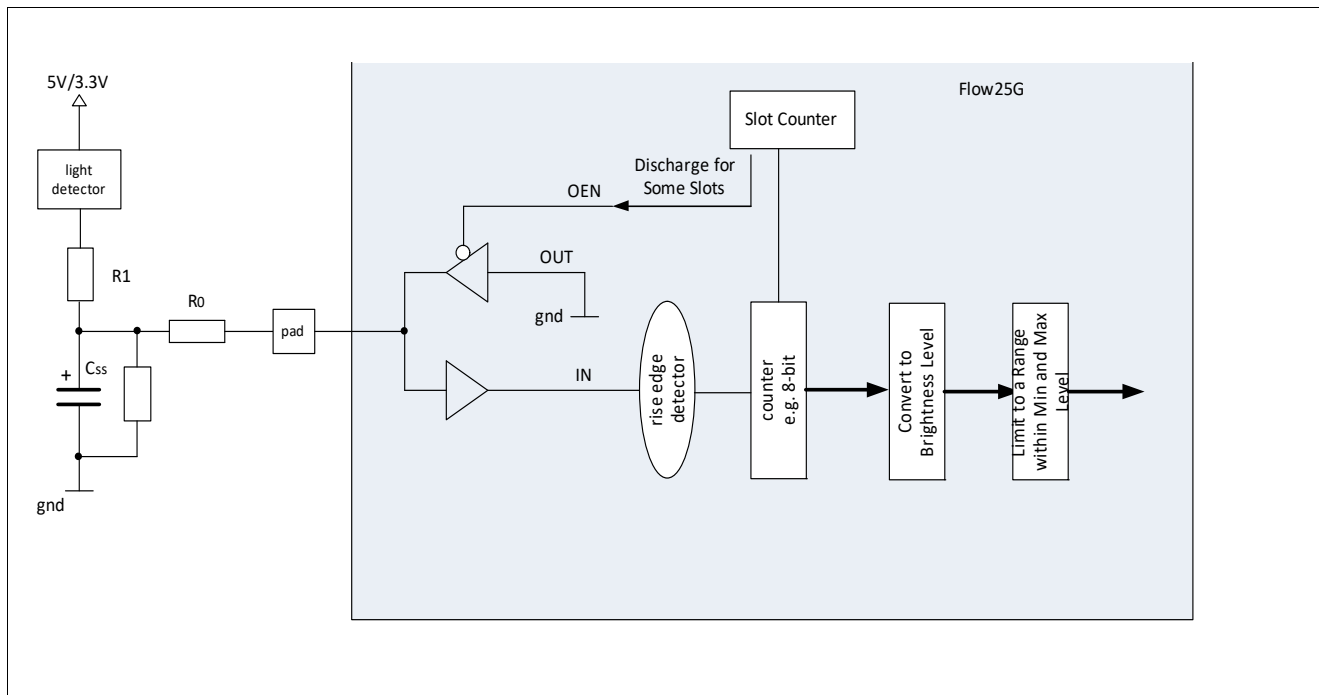 5V/3.3V
Flow25G
Slot Counter
light
detector
Discharge for
Some Slots
OEN
OUT
R1
R0
pad
gnd
Css
+
IN
rise edge
detector
counter
e.g. 8-bit
Convert to
Brightness Level
Limit to a Range
within Min and Max
Level
gnd